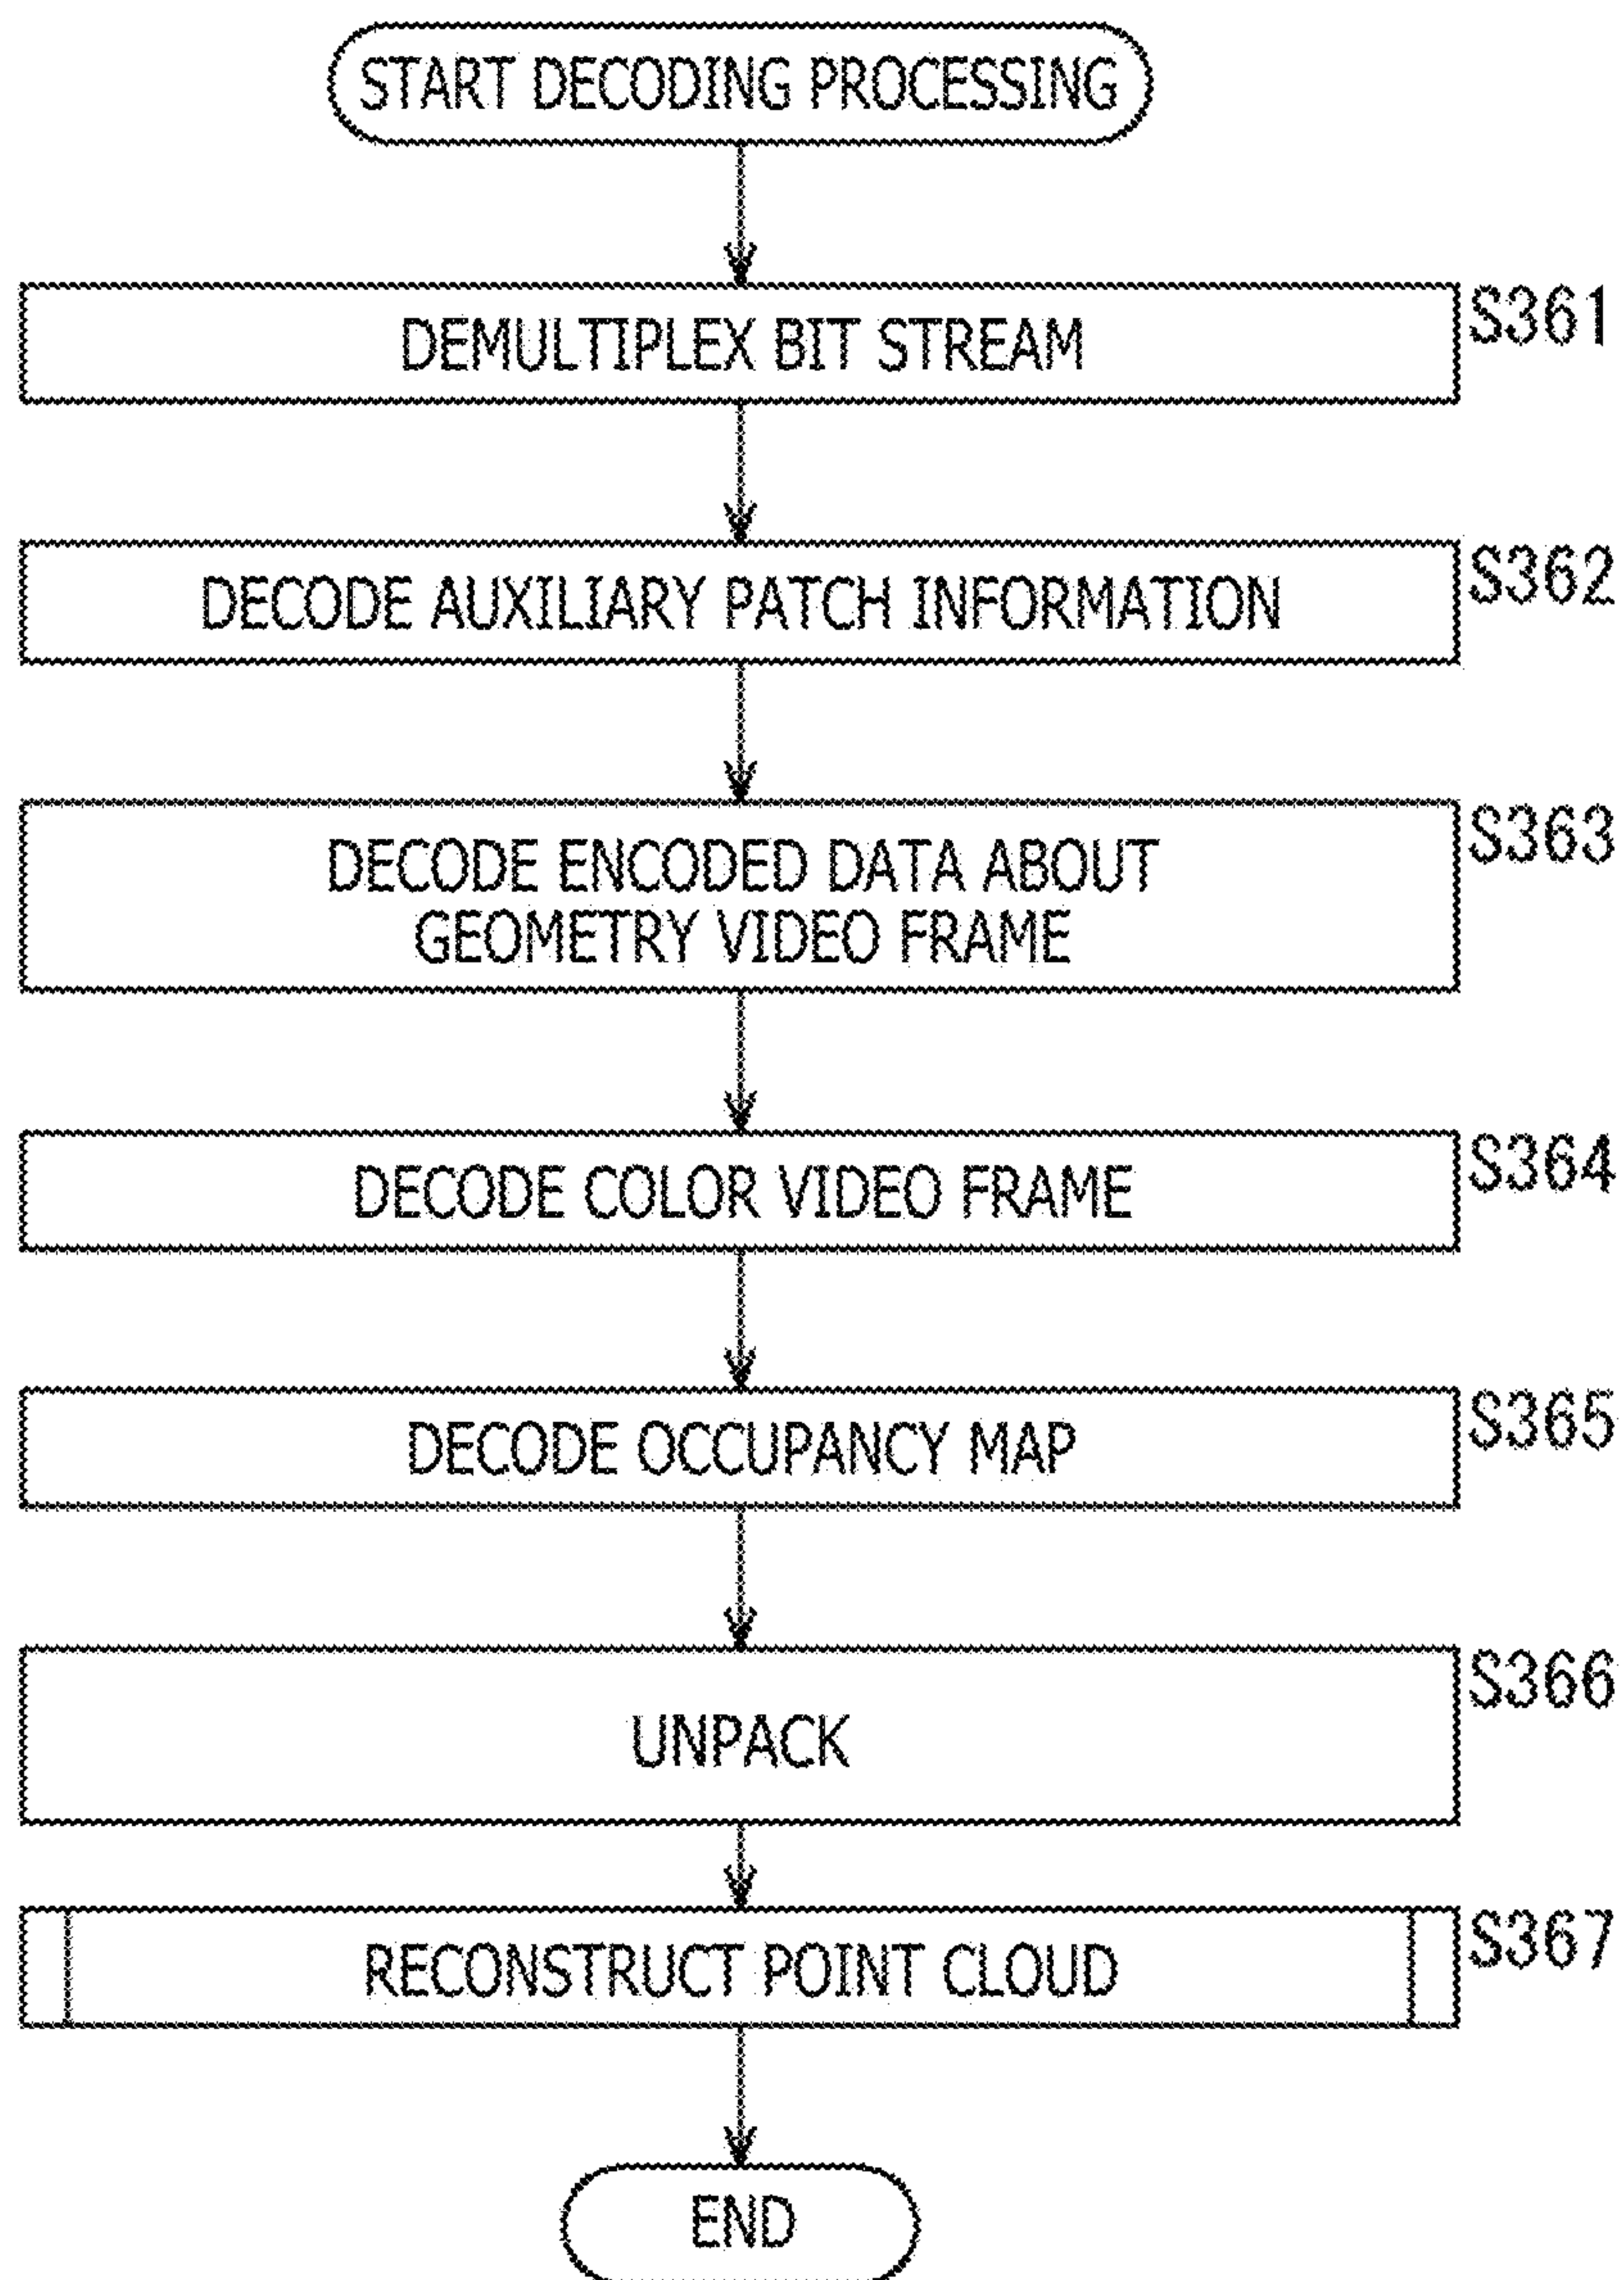 START DECODING PROCESSING
DEMULTIPLEX BIT STREAM
S361
DECODE AUXILIARY PATCH INFORMATION
S362
DECODE ENCODED DATA ABOUT
GEOMETRY VIDEO FRAME
S363
DECODE COLOR VIDEO FRAME
S364
DECODE OCCUPANCY MAP
S365
UNPACK
S366
RECONSTRUCT POINT CLOUD
S367
END